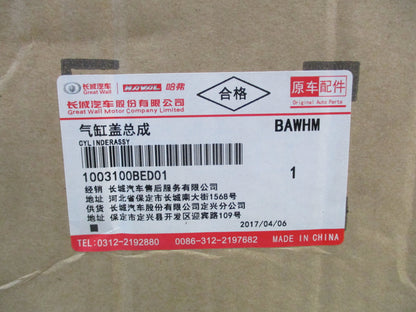 长城汽车 HAVAL 哈弗
Great Wall
长城汽车股份有限公司
Great Wall Motor Company Limited
合格
原车配件
Original Auto Parts
气缸盖总成 BAWHM
CYLINDERASSY
1003100BED01 1
经销 长城汽车售后服务有限公司
地址 河北省保定市长城南大街1568号
供货 长城汽车股份有限公司定兴分公司
地址 保定市定兴县开发区迎宾路109号
2017/04/06
TEL:0312-2192880 0086-312-2197682 MADE IN CHINA